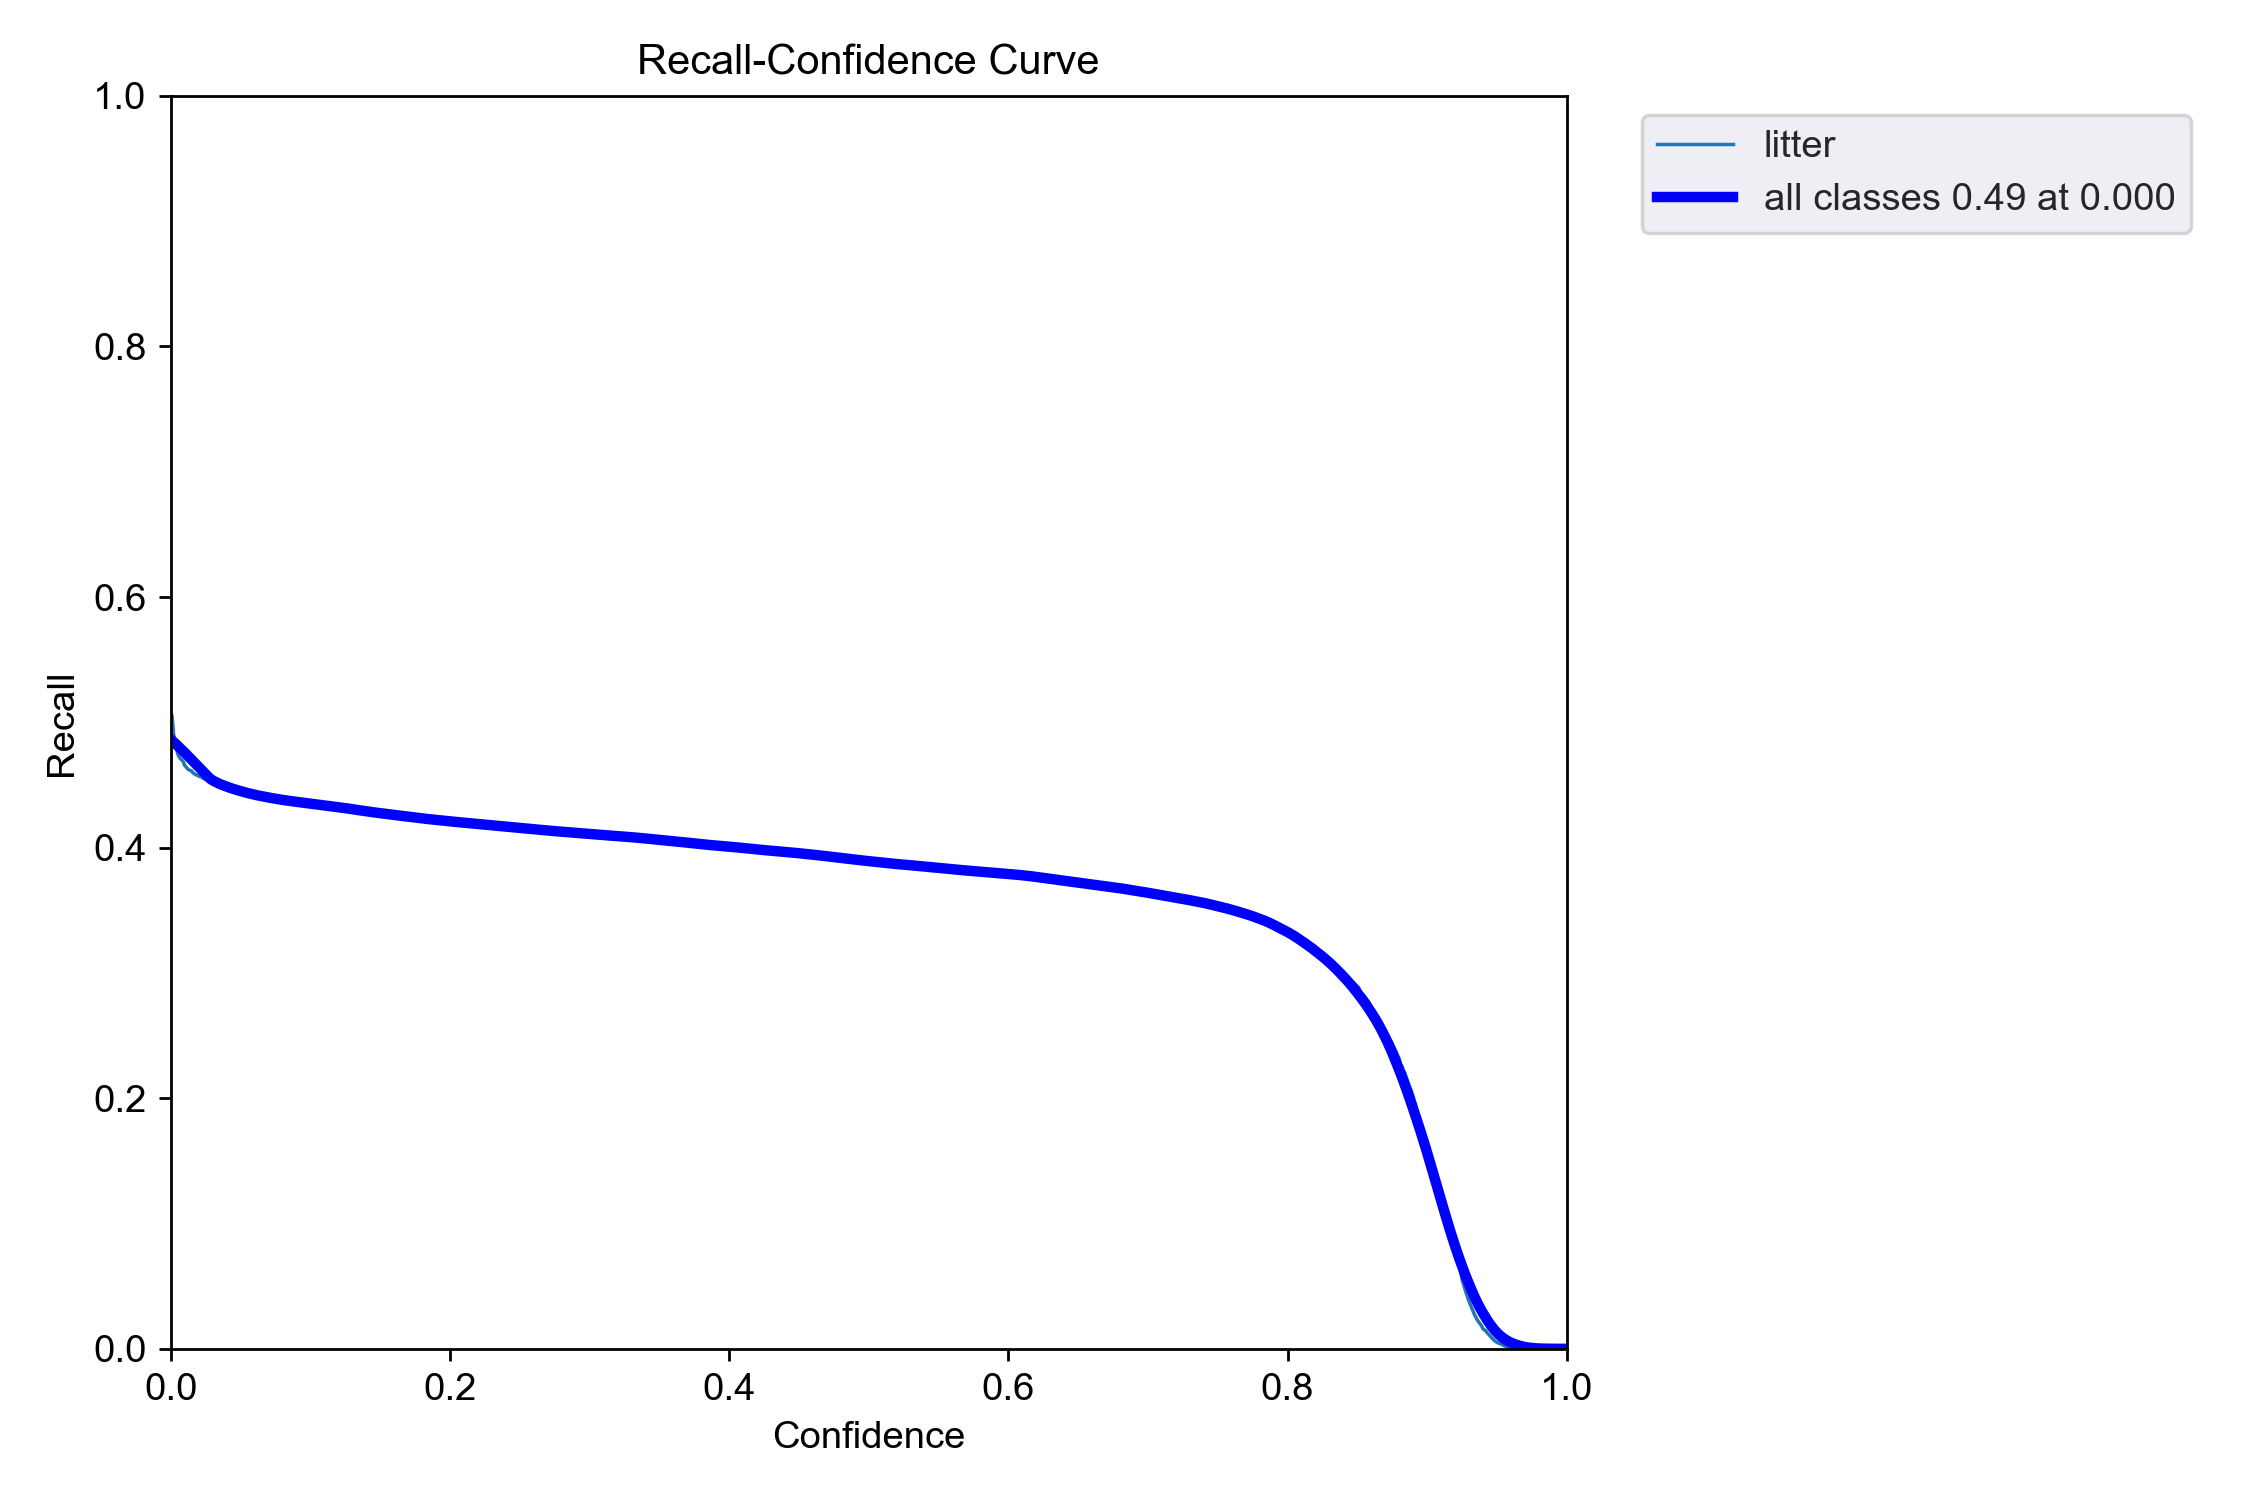 Recall-Confidence Curve
1.0
0.8
0.6
0.4
0.2
0.0
Recall
0.0 0.2 0.4 0.6 0.8 1.0
Confidence
litter
all classes 0.49 at 0.000